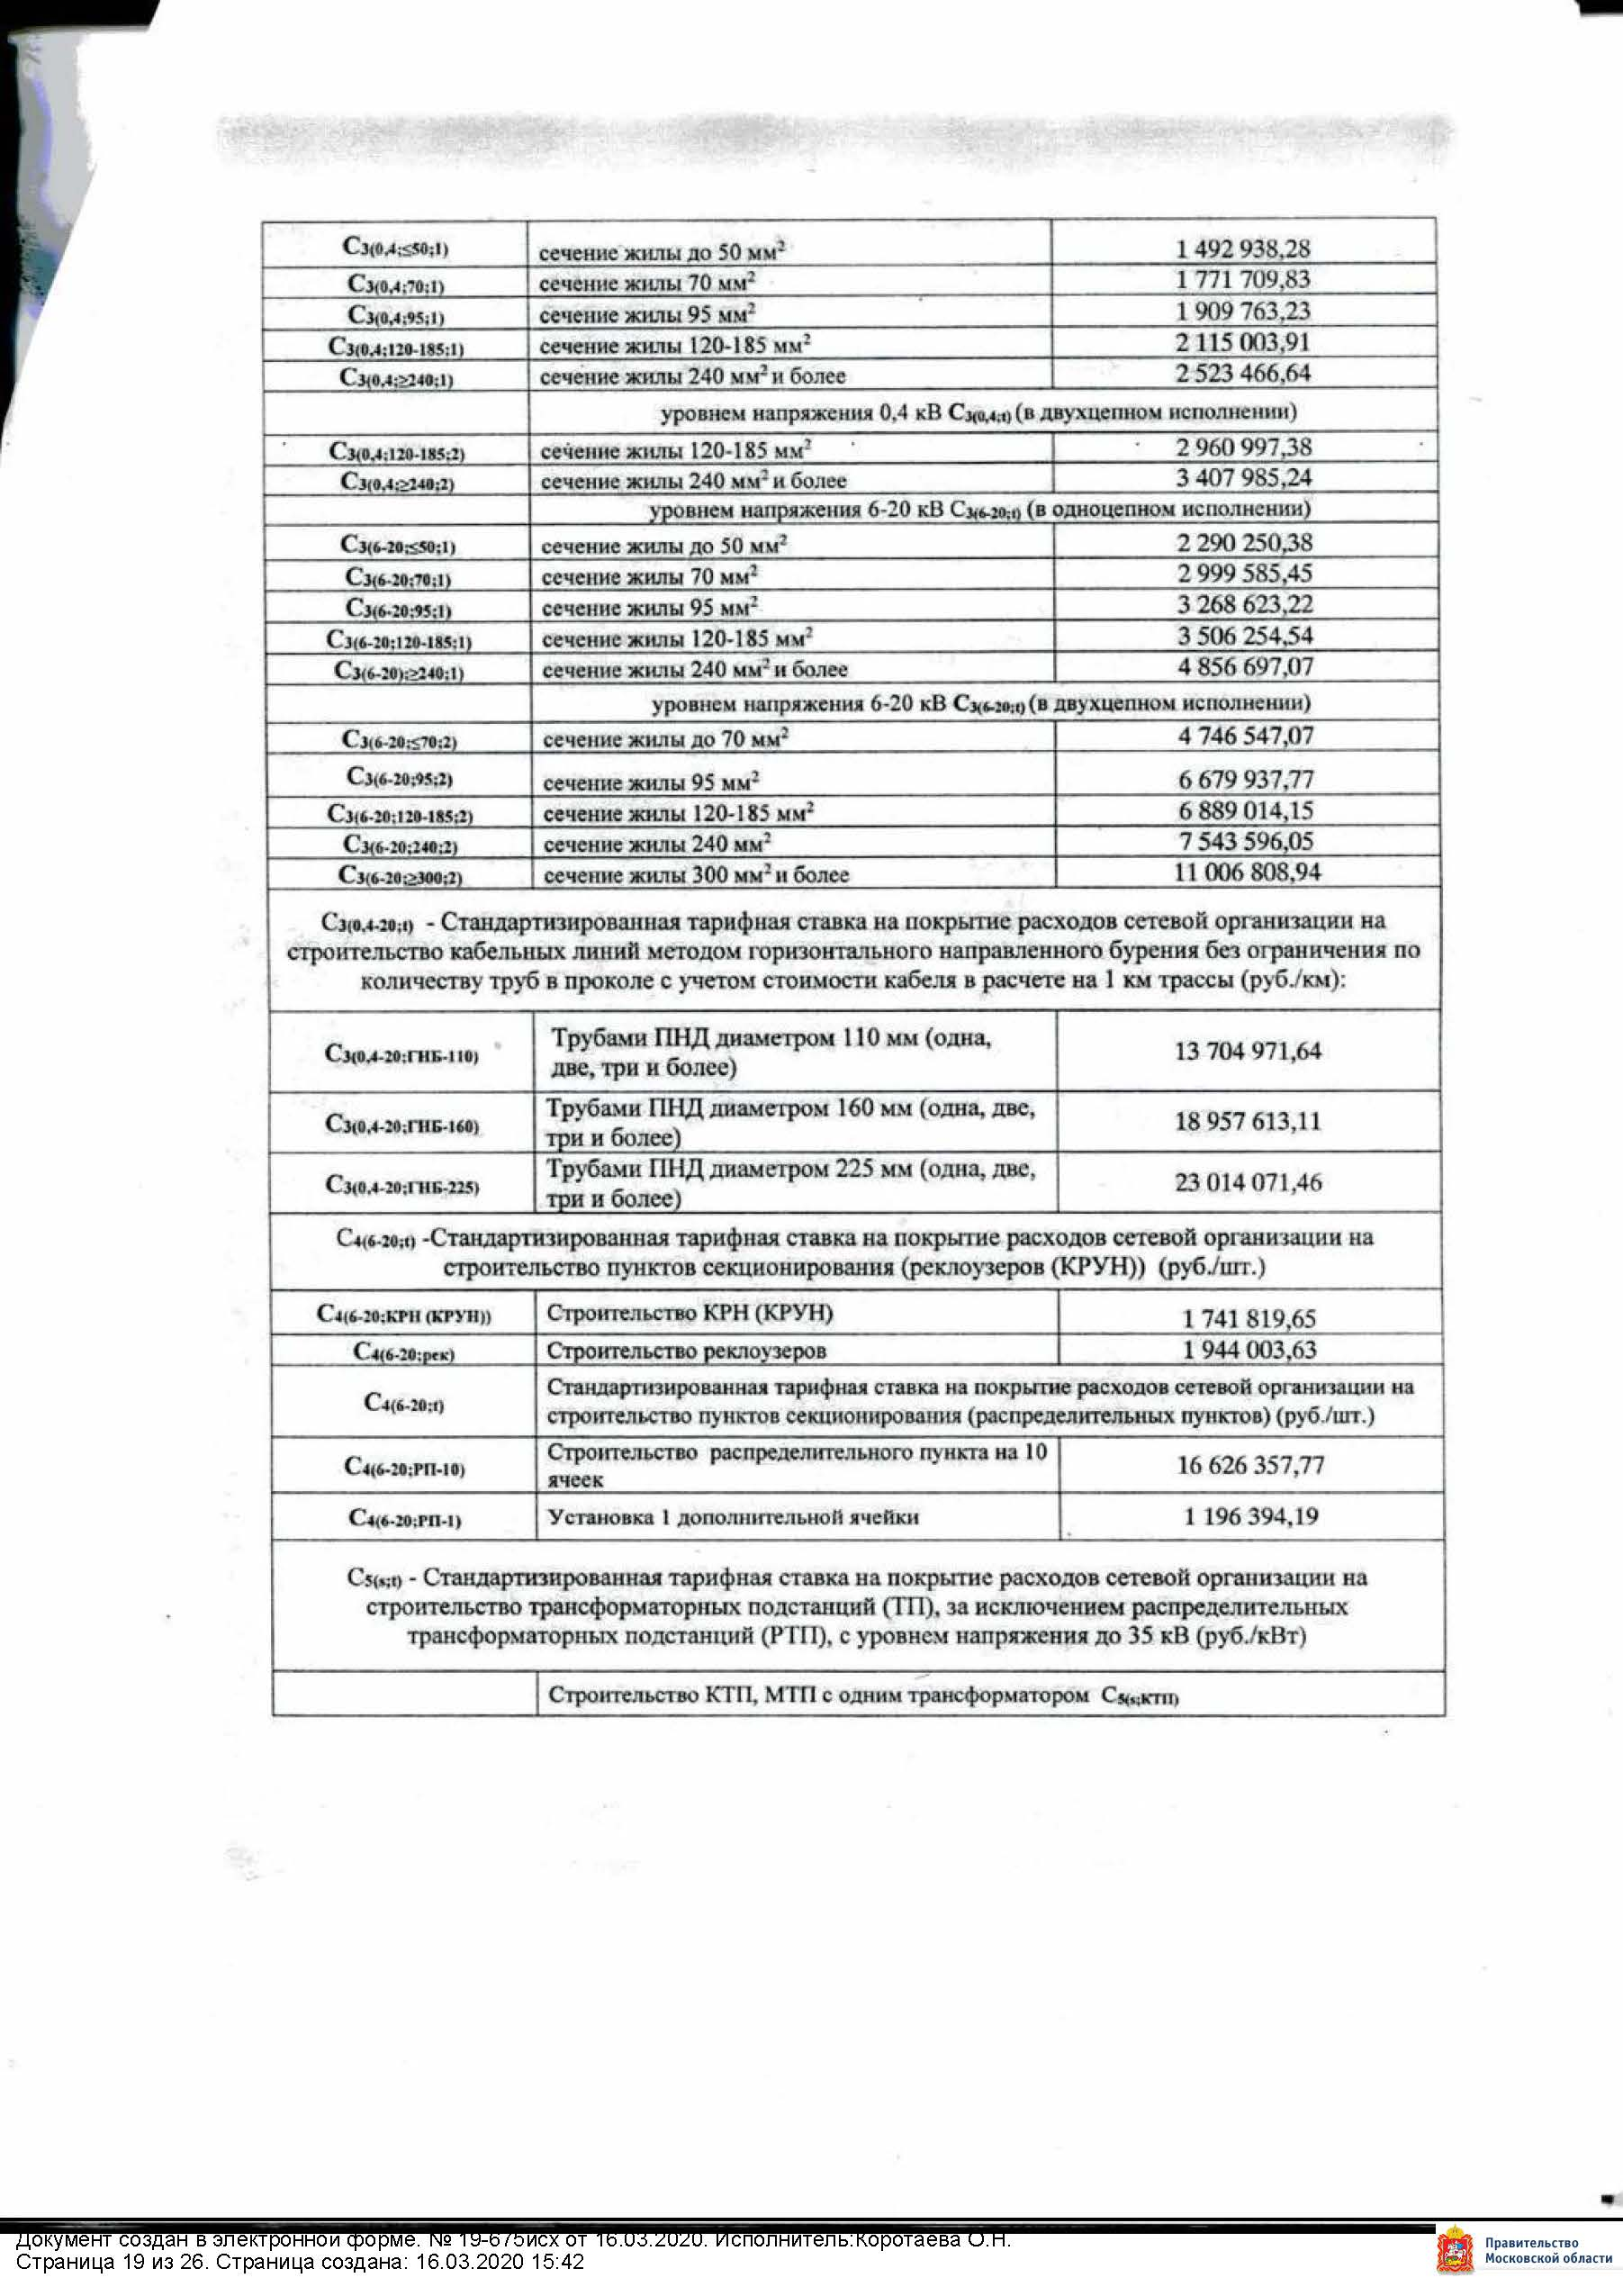 С3(0,4;≤50;1) сечение жилы до 50 мм² 1 492 938,28
С3(0,4;70;1) сечение жилы 70 мм² 1 771 709,83
С3(0,4;95;1) сечение жилы 95 мм² 1 909 763,23
С3(0,4;120-185;1) сечение жилы 120-185 мм² 2 115 003,91
С3(0,4;≥240;1) сечение жилы 240 мм² и более 2 523 466,64
уровнем напряжения 0,4 кВ С3(0,4;t) (в двухцепном исполнении)
С3(0,4;120-185;2) сечение жилы 120-185 мм² 2 960 997,38
С3(0,4;≥240;2) сечение жилы 240 мм² и более 3 407 985,24
уровнем напряжения 6-20 кВ С3(6-20;t) (в одноцепном исполнении)
С3(6-20;≤50;1) сечение жилы до 50 мм² 2 290 250,38
С3(6-20;70;1) сечение жилы 70 мм² 2 999 585,45
С3(6-20;95;1) сечение жилы 95 мм² 3 268 623,22
С3(6-20;120-185;1) сечение жилы 120-185 мм² 3 506 254,54
С3(6-20);≥240;1) сечение жилы 240 мм² и более 4 856 697,07
уровнем напряжения 6-20 кВ С3(6-20;t) (в двухцепном исполнении)
С3(6-20;≤70;2) сечение жилы до 70 мм² 4 746 547,07
С3(6-20;95;2) сечение жилы 95 мм² 6 679 937,77
С3(6-20;120-185;2) сечение жилы 120-185 мм² 6 889 014,15
С3(6-20;240;2) сечение жилы 240 мм² 7 543 596,05
С3(6-20;≥300;2) сечение жилы 300 мм² и более 11 006 808,94
С3(0,4-20;t) - Стандартизированная тарифная ставка на покрытие расходов сетевой организации на
строительство кабельных линий методом горизонтального направленного бурения без ограничения по
количеству труб в проколе с учетом стоимости кабеля в расчете на 1 км трассы (руб./км):
С3(0,4-20;ГНБ-110) Трубами ПНД диаметром 110 мм (одна, 13 704 971,64
две, три и более)
С3(0,4-20;ГНБ-160) Трубами ПНД диаметром 160 мм (одна, две, 18 957 613,11
три и более)
С3(0,4-20;ГНБ-225) Трубами ПНД диаметром 225 мм (одна, две, 23 014 071,46
три и более)
С4(6-20;t) -Стандартизированная тарифная ставка на покрытие расходов сетевой организации на
строительство пунктов секционирования (реклоузеров (КРУН)) (руб./шт.)
С4(6-20;КРН (КРУН)) Строительство КРН (КРУН) 1 741 819,65
С4(6-20;рек) Строительство реклоузеров 1 944 003,63
С4(6-20;t) Стандартизированная тарифная ставка на покрытие расходов сетевой организации на
строительство пунктов секционирования (распределительных пунктов) (руб./шт.)
С4(6-20;РП-10) Строительство распределительного пункта на 10 16 626 357,77
ячеек
С4(6-20;РП-1) Установка 1 дополнительной ячейки 1 196 394,19
С5(s;t) - Стандартизированная тарифная ставка на покрытие расходов сетевой организации на
строительство трансформаторных подстанций (ТП), за исключением распределительных
трансформаторных подстанций (РТП), с уровнем напряжения до 35 кВ (руб./кВт)
Строительство КТП, МТП с одним трансформатором С5(s;КТП)
Документ создан в электронной форме. № 19-675исх от 16.03.2020. Исполнитель:Коротаева О.Н.
Страница 19 из 26. Страница создана: 16.03.2020 15:42
Правительство
Московской области